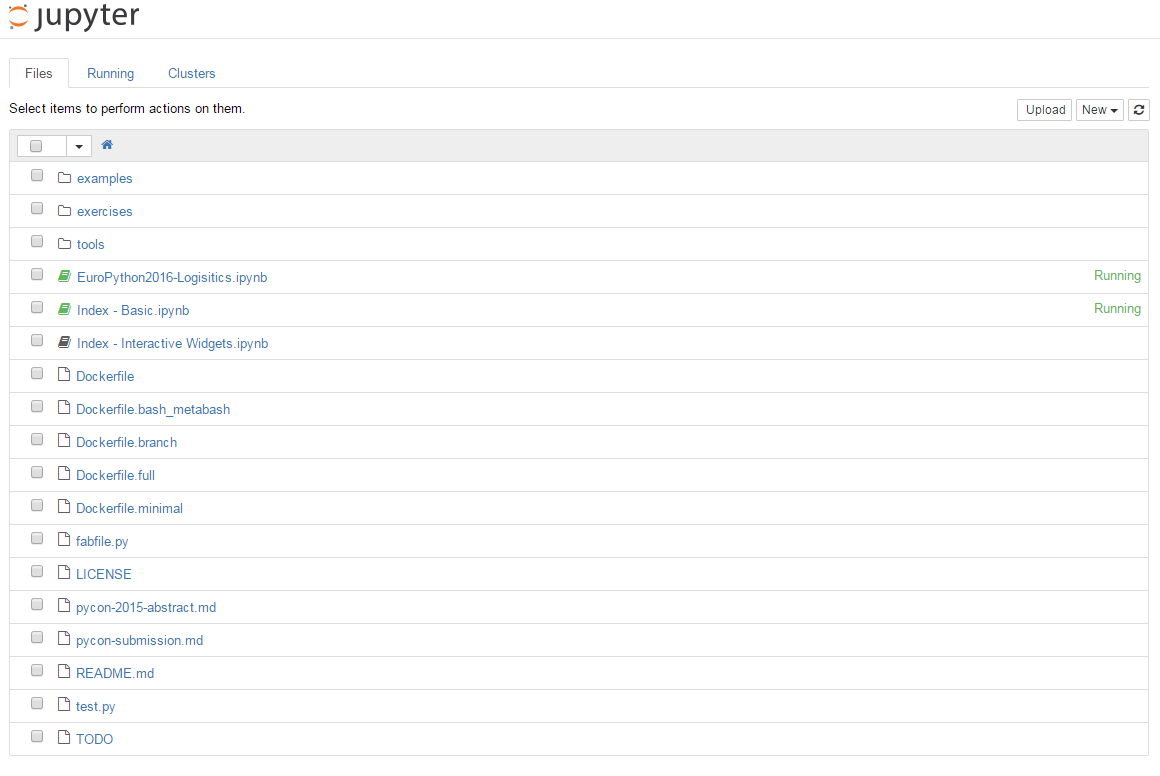 jupyter
Files Running Clusters
Select items to perform actions on them. Upload New
examples
exercises
tools
EuroPython2016-Logisitics.ipynb Running
Index - Basic.ipynb Running
Index - Interactive Widgets.ipynb
Dockerfile
Dockerfile.bash_metabash
Dockerfile.branch
Dockerfile.full
Dockerfile.minimal
fabfile.py
LICENSE
pycon-2015-abstract.md
pycon-submission.md
README.md
test.py
TODO